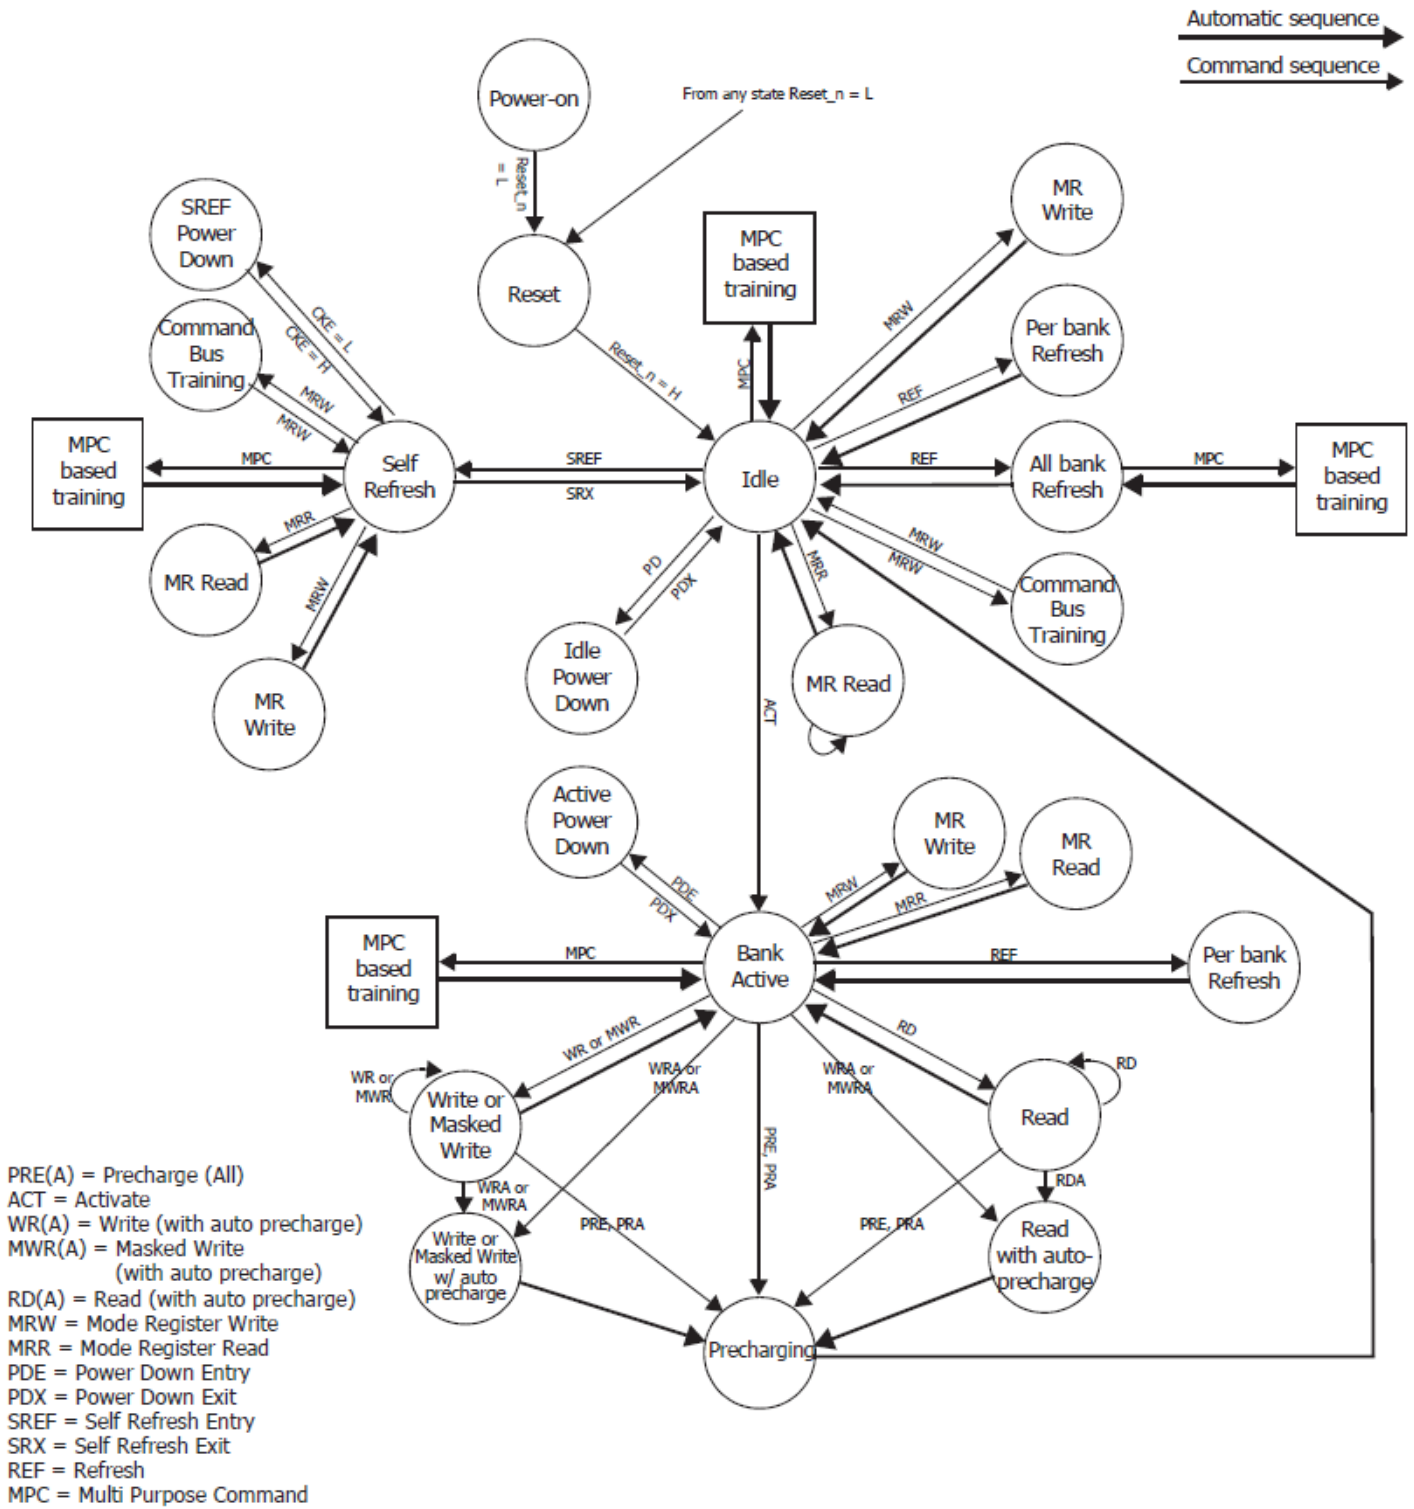 Automatic sequence
Command sequence
Power-on
From any state Reset_n = L
Reset_n
= L
Reset
Reset_n = H
SREF
Power
Down
CKE = L
CKE = H
Command
Bus
Training
MRW
MRW
MPC
based
training
MPC
Self
Refresh
MRR
MR Read
MRW
MR
Write
SREF
SRX
MPC
based
training
MPC
Idle
MRW
MR
Write
REF
Per bank
Refresh
REF
All bank
Refresh
MPC
MPC
based
training
MRW
MRW
Command
Bus
Training
PD
PDX
Idle
Power
Down
MRR
MR Read
ACT
Active
Power
Down
PDE
PDX
MRW
MR
Write
MRR
MR
Read
MPC
based
training
MPC
Bank
Active
REF
Per bank
Refresh
WR or MWR
WRA or
MWRA
WRA or
MWRA
RD
WR or
MWR
Write or
Masked
Write
PRE, PRA
RD
Read
WRA or
MWRA
PRE, PRA
PRE, PRA
RDA
Write or
Masked Write
w/ auto
precharge
Read
with auto-
precharge
Precharging
PRE(A) = Precharge (All)
ACT = Activate
WR(A) = Write (with auto precharge)
MWR(A) = Masked Write
(with auto precharge)
RD(A) = Read (with auto precharge)
MRW = Mode Register Write
MRR = Mode Register Read
PDE = Power Down Entry
PDX = Power Down Exit
SREF = Self Refresh Entry
SRX = Self Refresh Exit
REF = Refresh
MPC = Multi Purpose Command